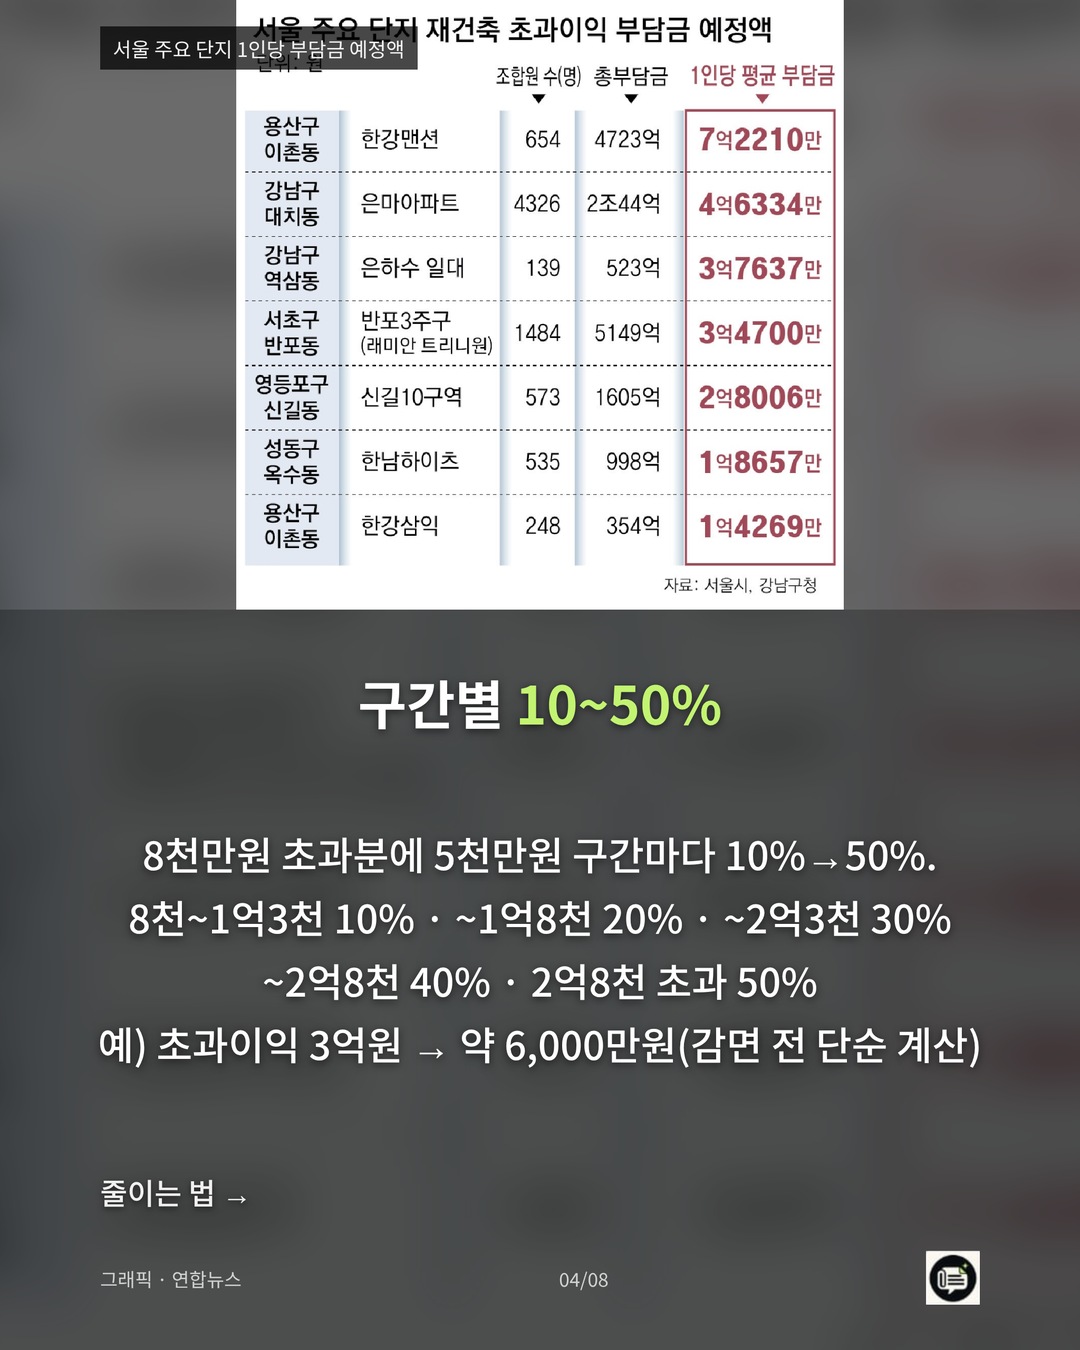 서울 주요 단지 재건축 초과이익 부담금 예정액
서울 주요 단지 1인당 부담금 예정액
단위: 원
조합원 수(명) 총부담금 1인당 평균 부담금
용산구 이촌동 한강맨션 654 4723억 7억2210만
강남구 대치동 은마아파트 4326 2조44억 4억6334만
강남구 역삼동 은하수 일대 139 523억 3억7637만
서초구 반포동 반포3주구 (래미안 트리니원) 1484 5149억 3억4700만
영등포구 신길동 신길10구역 573 1605억 2억8006만
성동구 옥수동 한남하이츠 535 998억 1억8657만
용산구 이촌동 한강삼익 248 354억 1억4269만
자료: 서울시, 강남구청
구간별 10~50%
8천만원 초과분에 5천만원 구간마다 10%→50%.
8천~1억3천 10% · ~1억8천 20% · ~2억3천 30%
~2억8천 40% · 2억8천 초과 50%
예) 초과이익 3억원 → 약 6,000만원(감면 전 단순 계산)
줄이는 법 →
그래픽 · 연합뉴스
04/08